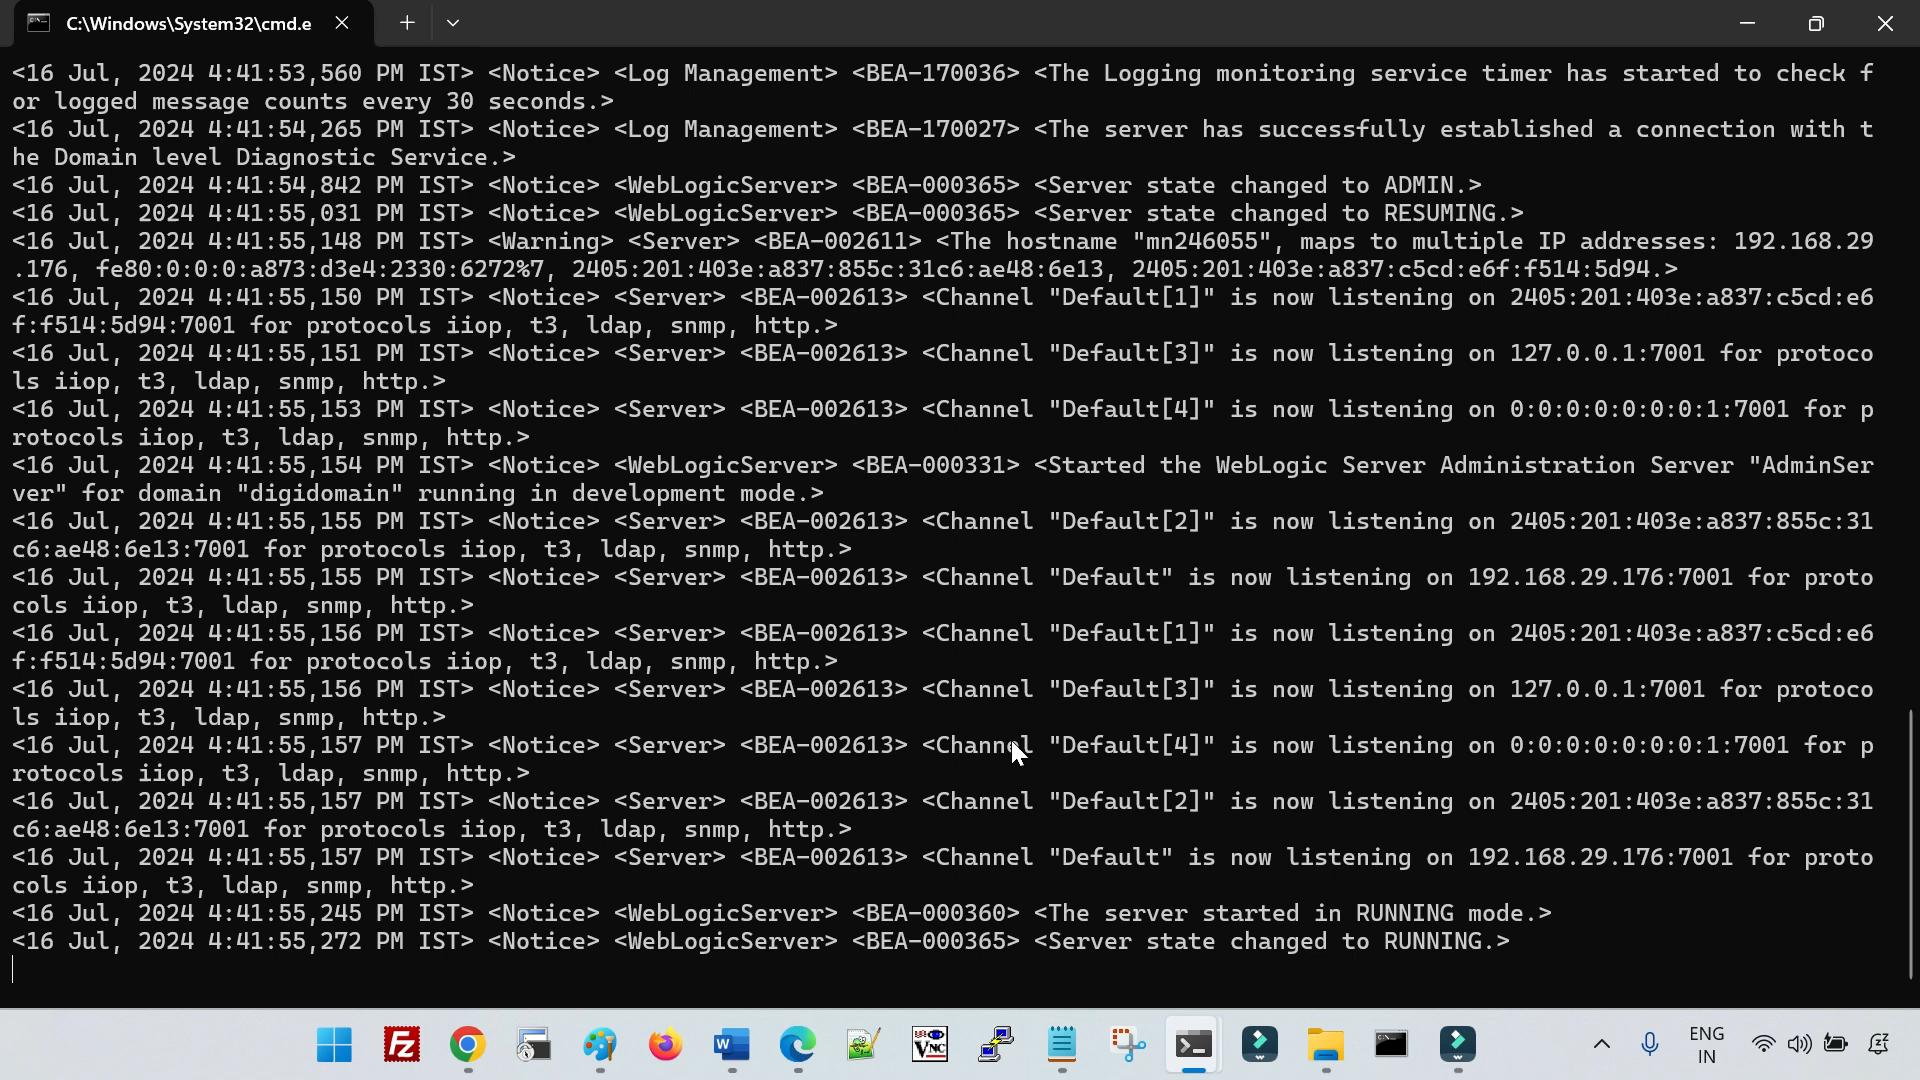 C:\Windows\System32\cmd.e
<16 Jul, 2024 4:41:53,560 PM IST> <Notice> <Log Management> <BEA-170036> <The Logging monitoring service timer has started to check f
or logged message counts every 30 seconds.>
<16 Jul, 2024 4:41:54,265 PM IST> <Notice> <Log Management> <BEA-170027> <The server has successfully established a connection with t
he Domain level Diagnostic Service.>
<16 Jul, 2024 4:41:54,842 PM IST> <Notice> <WebLogicServer> <BEA-000365> <Server state changed to ADMIN.>
<16 Jul, 2024 4:41:55,031 PM IST> <Notice> <WebLogicServer> <BEA-000365> <Server state changed to RESUMING.>
<16 Jul, 2024 4:41:55,148 PM IST> <Warning> <Server> <BEA-002611> <The hostname "mn246055", maps to multiple IP addresses: 192.168.29
.176, fe80:0:0:0:a873:d3e4:2330:6272%7, 2405:201:403e:a837:855c:31c6:ae48:6e13, 2405:201:403e:a837:c5cd:e6f:f514:5d94.>
<16 Jul, 2024 4:41:55,150 PM IST> <Notice> <Server> <BEA-002613> <Channel "Default[1]" is now listening on 2405:201:403e:a837:c5cd:e6
f:f514:5d94:7001 for protocols iiop, t3, ldap, snmp, http.>
<16 Jul, 2024 4:41:55,151 PM IST> <Notice> <Server> <BEA-002613> <Channel "Default[3]" is now listening on 127.0.0.1:7001 for protoco
ls iiop, t3, ldap, snmp, http.>
<16 Jul, 2024 4:41:55,153 PM IST> <Notice> <Server> <BEA-002613> <Channel "Default[4]" is now listening on 0:0:0:0:0:0:0:1:7001 for p
rotocols iiop, t3, ldap, snmp, http.>
<16 Jul, 2024 4:41:55,154 PM IST> <Notice> <WebLogicServer> <BEA-000331> <Started the WebLogic Server Administration Server "AdminSer
ver" for domain "digidomain" running in development mode.>
<16 Jul, 2024 4:41:55,155 PM IST> <Notice> <Server> <BEA-002613> <Channel "Default[2]" is now listening on 2405:201:403e:a837:855c:31
c6:ae48:6e13:7001 for protocols iiop, t3, ldap, snmp, http.>
<16 Jul, 2024 4:41:55,155 PM IST> <Notice> <Server> <BEA-002613> <Channel "Default" is now listening on 192.168.29.176:7001 for proto
cols iiop, t3, ldap, snmp, http.>
<16 Jul, 2024 4:41:55,156 PM IST> <Notice> <Server> <BEA-002613> <Channel "Default[1]" is now listening on 2405:201:403e:a837:c5cd:e6
f:f514:5d94:7001 for protocols iiop, t3, ldap, snmp, http.>
<16 Jul, 2024 4:41:55,156 PM IST> <Notice> <Server> <BEA-002613> <Channel "Default[3]" is now listening on 127.0.0.1:7001 for protoco
ls iiop, t3, ldap, snmp, http.>
<16 Jul, 2024 4:41:55,157 PM IST> <Notice> <Server> <BEA-002613> <Channel "Default[4]" is now listening on 0:0:0:0:0:0:0:1:7001 for p
rotocols iiop, t3, ldap, snmp, http.>
<16 Jul, 2024 4:41:55,157 PM IST> <Notice> <Server> <BEA-002613> <Channel "Default[2]" is now listening on 2405:201:403e:a837:855c:31
c6:ae48:6e13:7001 for protocols iiop, t3, ldap, snmp, http.>
<16 Jul, 2024 4:41:55,157 PM IST> <Notice> <Server> <BEA-002613> <Channel "Default" is now listening on 192.168.29.176:7001 for proto
cols iiop, t3, ldap, snmp, http.>
<16 Jul, 2024 4:41:55,245 PM IST> <Notice> <WebLogicServer> <BEA-000360> <The server started in RUNNING mode.>
<16 Jul, 2024 4:41:55,272 PM IST> <Notice> <WebLogicServer> <BEA-000365> <Server state changed to RUNNING.>
Fz
W
VNC
ENG
IN